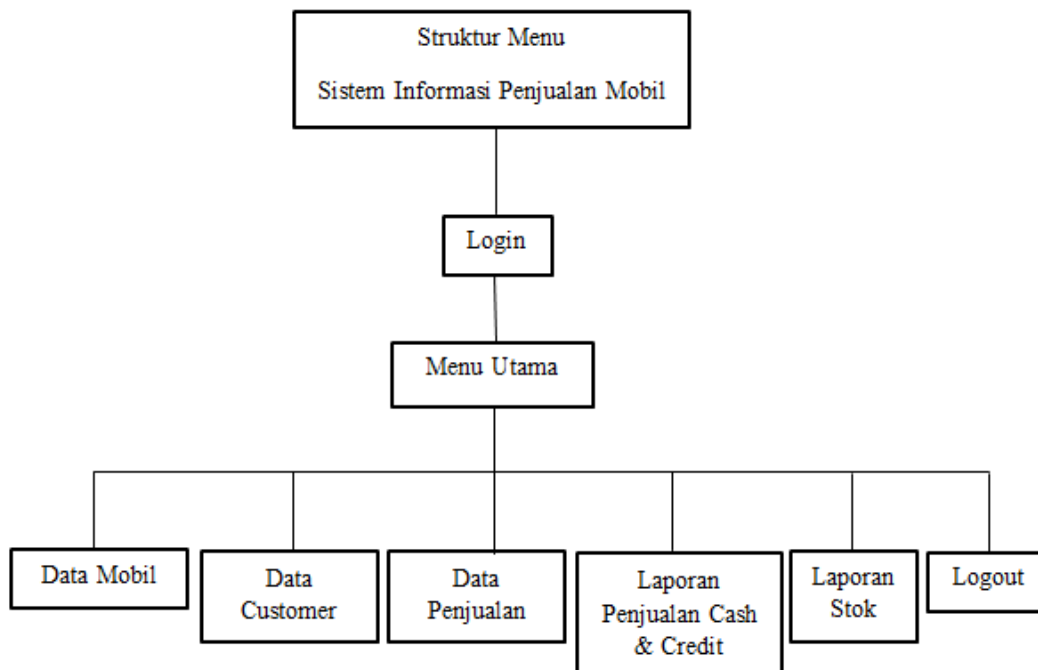 Struktur Menu
Sistem Informasi Penjualan Mobil
Login
Menu Utama
Data Mobil
Data
Customer
Data
Penjualan
Laporan
Penjualan Cash
& Credit
Laporan
Stok
Logout